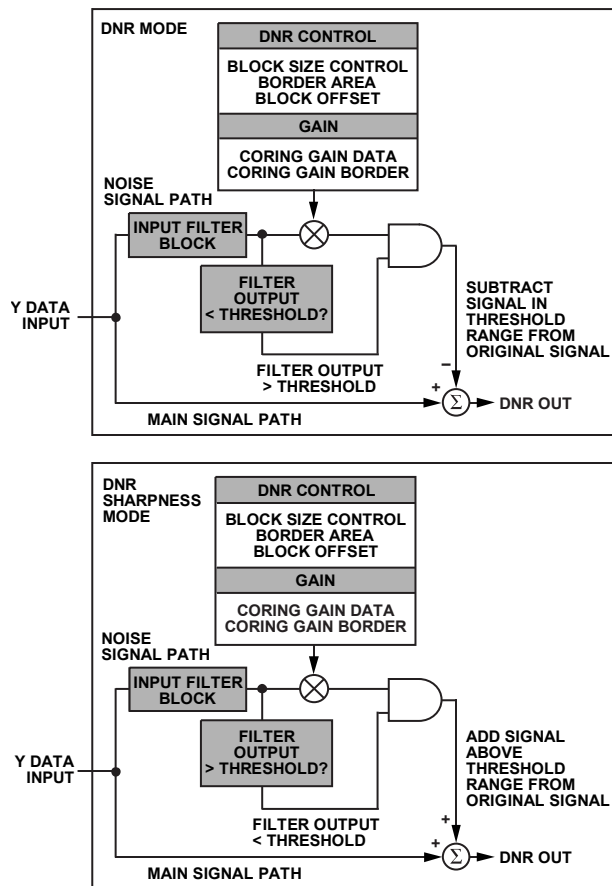 DNR MODE
DNR CONTROL
BLOCK SIZE CONTROL
BORDER AREA
BLOCK OFFSET
GAIN
CORING GAIN DATA
CORING GAIN BORDER
NOISE
SIGNAL PATH
INPUT FILTER
BLOCK
FILTER
OUTPUT
< THRESHOLD?
Y DATA
INPUT
SUBTRACT
SIGNAL IN
THRESHOLD
RANGE FROM
ORIGINAL SIGNAL
FILTER OUTPUT
> THRESHOLD
–
+
Σ
DNR OUT
MAIN SIGNAL PATH
DNR
SHARPNESS
MODE
DNR CONTROL
BLOCK SIZE CONTROL
BORDER AREA
BLOCK OFFSET
GAIN
CORING GAIN DATA
CORING GAIN BORDER
NOISE
SIGNAL PATH
INPUT FILTER
BLOCK
FILTER
OUTPUT
> THRESHOLD?
Y DATA
INPUT
ADD SIGNAL
ABOVE
THRESHOLD
RANGE FROM
ORIGINAL SIGNAL
FILTER OUTPUT
< THRESHOLD
+
+
Σ
DNR OUT
MAIN SIGNAL PATH